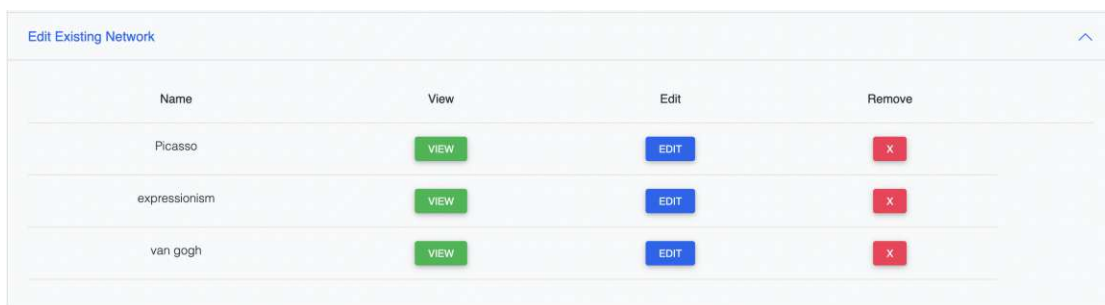 Edit Existing Network
Name View Edit Remove
Picasso VIEW EDIT X
expressionism VIEW EDIT X
van gogh VIEW EDIT X